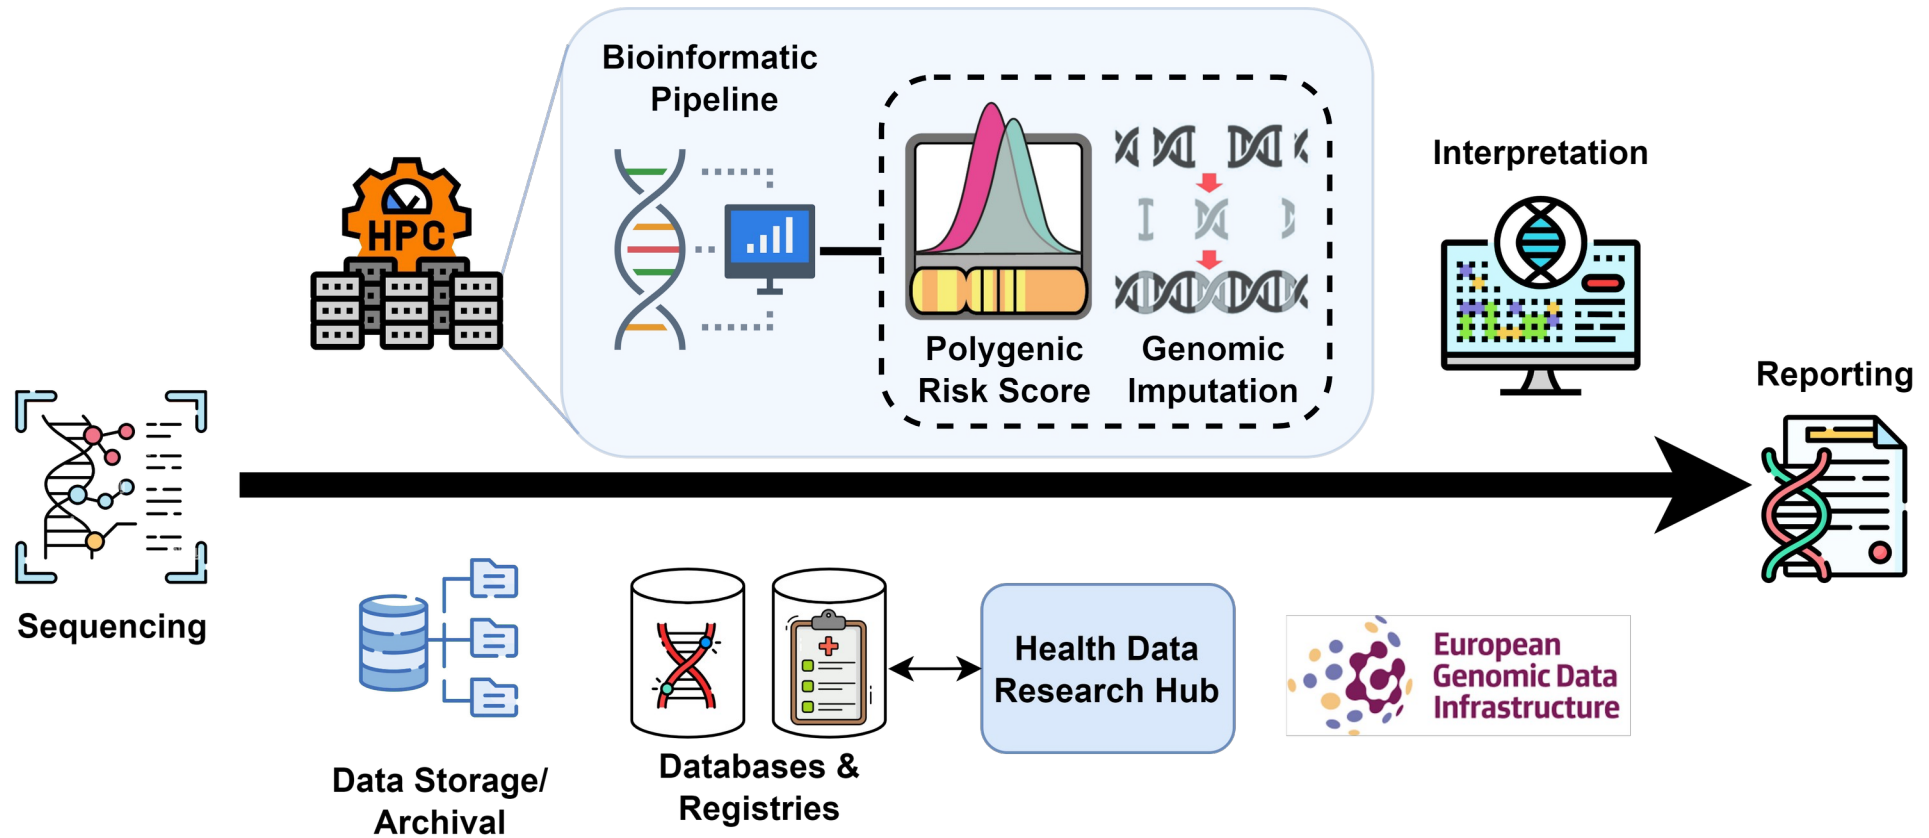 Bioinformatic
Pipeline
HPC
Polygenic
Risk Score
Genomic
Imputation
Interpretation
Reporting
Sequencing
Data Storage/
Archival
Databases &
Registries
Health Data
Research Hub
European
Genomic Data
Infrastructure